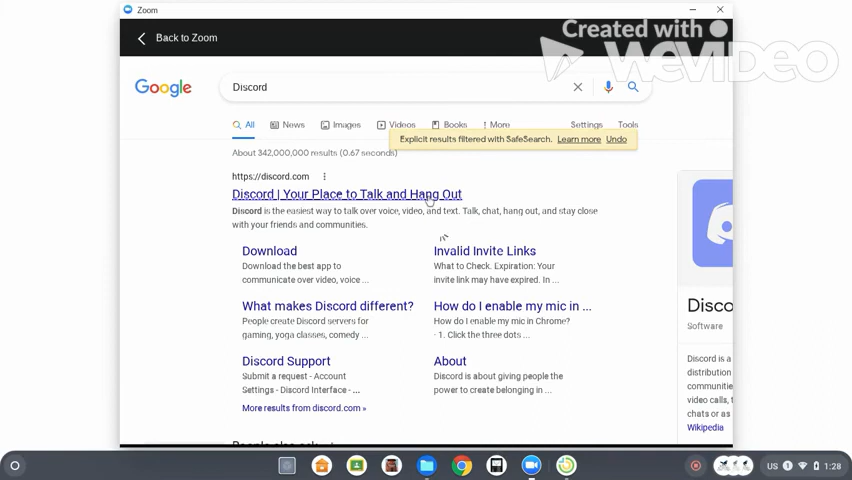 Zoom
Created with
WeVideo
Back to Zoom
Google
Discord
All
News
Images
Videos
Books
More
Settings
Tools
Explicit results filtered with SafeSearch. Learn more Undo
About 342,000,000 results (0.67 seconds)
https://discord.com
Discord | Your Place to Talk and Hang Out
Discord is the easiest way to talk over voice, video, and text. Talk, chat, hang out, and stay close
with your friends and communities.
Download
Download the best app to
communicate over video, voice ...
Invalid Invite Links
What to Check. Expiration: Your
invite link may have expired. In ...
What makes Discord different?
People create Discord servers for
gaming, yoga classes, comedy ...
How do I enable my mic in ...
How do I enable my mic in Chrome?
· 1. Click the three dots ...
Discord Support
Submit a request - Account
Settings - Discord Interface - ...
About
Discord is about giving people the
power to create belonging in ...
More results from discord.com »
Disco
Software
Discord is a
distribution
communitie
video calls, t
chats or as
Wikipedia
US
1:28